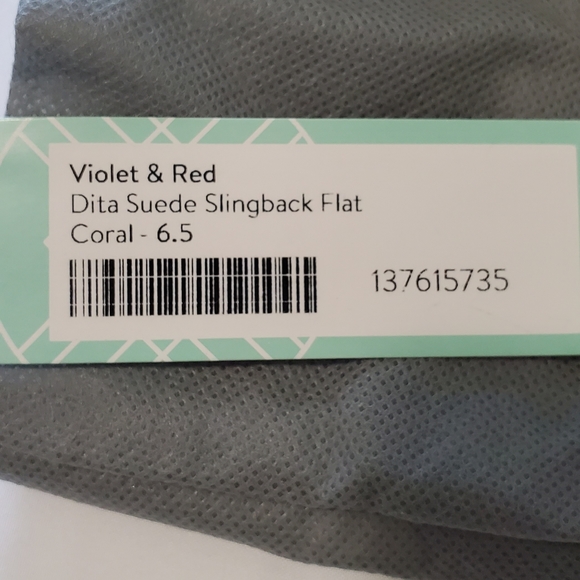 Violet & Red
Dita Suede Slingback Flat
Coral - 6.5
137615735